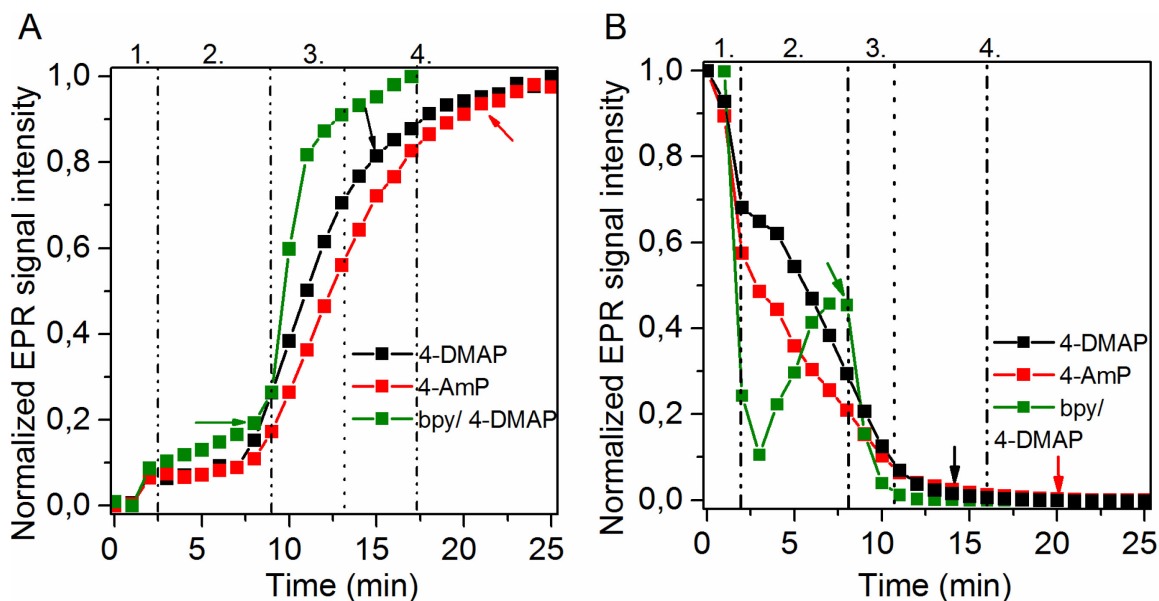 A
1. 2. 3. 4.
Normalized EPR signal intensity
1,0
0,8
0,6
0,4
0,2
0,0
4-DMAP
4-AmP
bpy/ 4-DMAP
0 5 10 15 20 25
Time (min)
B
1. 2. 3. 4.
Normalized EPR signal intensity
1,0
0,8
0,6
0,4
0,2
0,0
4-DMAP
4-AmP
bpy/
4-DMAP
0 5 10 15 20 25
Time (min)